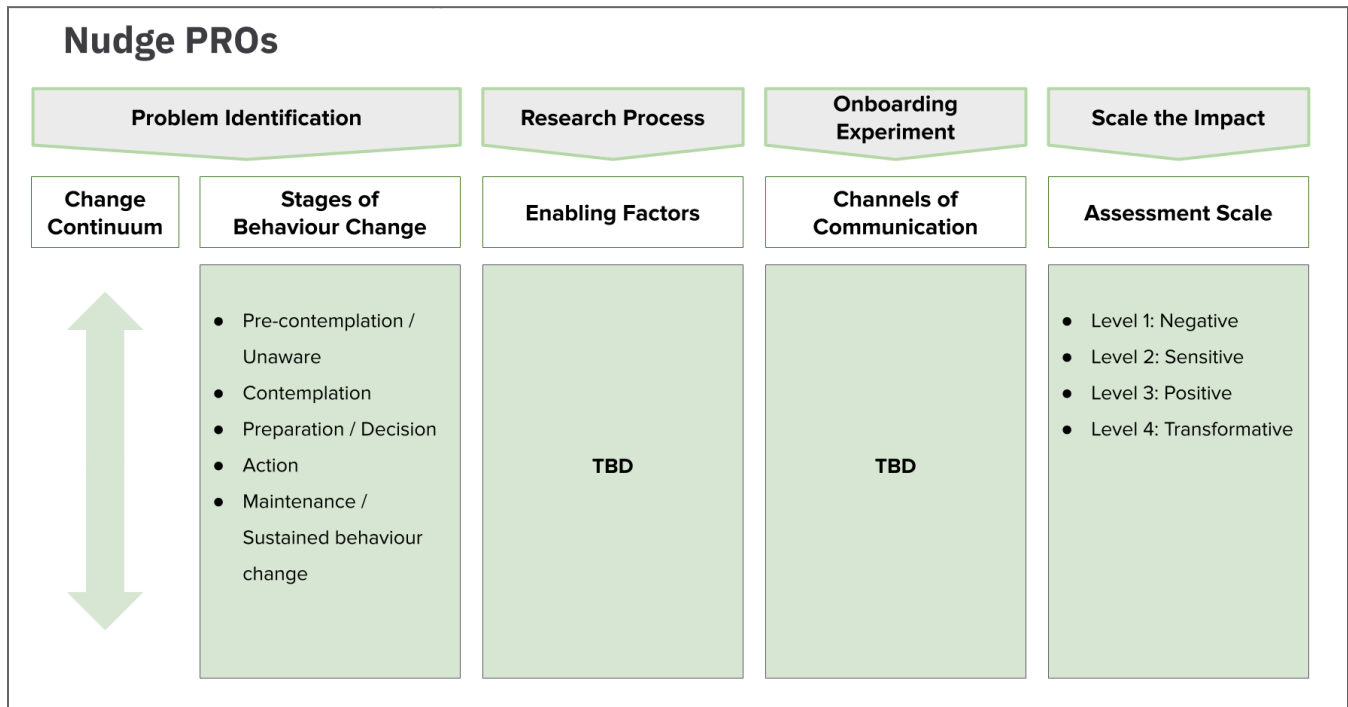 Nudge PROs
Problem Identification
Research Process
Onboarding
Experiment
Scale the Impact
Change
Continuum
Stages of
Behaviour Change
Enabling Factors
Channels of
Communication
Assessment Scale
● Pre-contemplation /
Unaware
● Contemplation
● Preparation / Decision
● Action
● Maintenance /
Sustained behaviour
change
TBD
TBD
● Level 1: Negative
● Level 2: Sensitive
● Level 3: Positive
● Level 4: Transformative